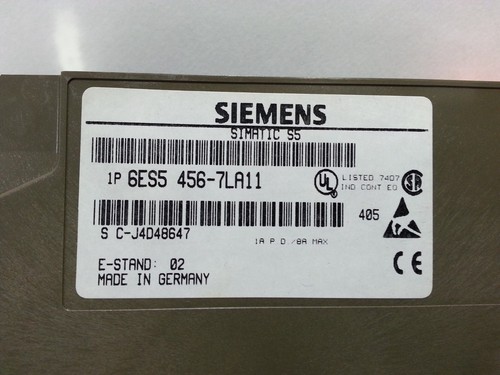 SIEMENS
SIMATIC S5
1P 6ES5 456-7LA11
UL LISTED 7407
IND CONT EQ
405
S C-J4D48647
1A P D /8A MAX
E-STAND: 02
MADE IN GERMANY
CE